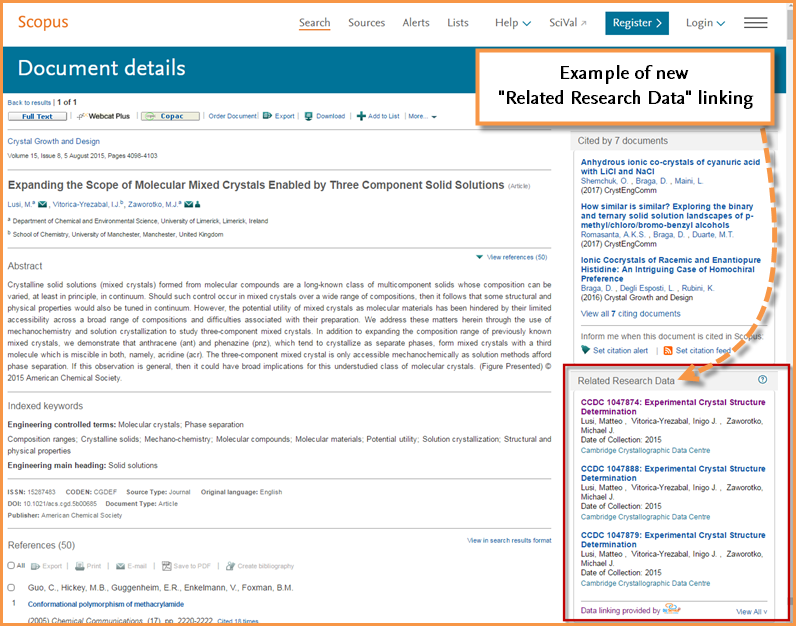 Scopus
Search Sources Alerts Lists Help SciVal Register Login
Document details
Example of new
"Related Research Data" linking
Back to results | 1 of 1
Full Text | Webcat Plus | Copac Order Document | Export | Download | Add to List | More...
Crystal Growth and Design
Volume 15, Issue 8, 5 August 2015, Pages 4098-4103
Expanding the Scope of Molecular Mixed Crystals Enabled by Three Component Solid Solutions (Article)
Lusi, M.a , Vitorica-Yrezabal, I.J.b, Zaworotko, M.J.a
a Department of Chemical and Environmental Science, University of Limerick, Limerick, Ireland
b School of Chemistry, University of Manchester, Manchester, United Kingdom
View references (50)
Abstract
Crystalline solid solutions (mixed crystals) formed from molecular compounds are a long-known class of multicomponent solids whose composition can be
varied, at least in principle, in continuum. Should such control occur in mixed crystals over a wide range of compositions, then it follows that some structural and
physical properties would also be tuned in continuum. However, the potential utility of mixed crystals as molecular materials has been hindered by their limited
accessibility across a broad range of compositions and difficulties associated with their preparation. We address these matters herein through the use of
mechanochemistry and solution crystallization to study three-component mixed crystals. In addition to expanding the composition range of previously known
mixed crystals, we demonstrate that anthracene (ant) and phenazine (pnz), which tend to crystallize as separate phases, form mixed crystals with a third
molecule which is miscible in both, namely, acridine (acr). The three-component mixed crystal is only accessible mechanochemically as solution methods afford
phase separation. If this observation is general, then it could have broad implications for this understudied class of molecular crystals. (Figure Presented) ©
2015 American Chemical Society.
Indexed keywords
Engineering controlled terms: Molecular crystals; Phase separation
Composition ranges; Crystalline solids; Mechano-chemistry; Molecular compounds; Molecular materials; Potential utility; Solution crystallization; Structural and
physical properties
Engineering main heading: Solid solutions
ISSN: 15287483 CODEN: CGDEF Source Type: Journal Original language: English
DOI: 10.1021/acs.cgd.5b00685 Document Type: Article
Publisher: American Chemical Society
References (50)
View in search results format
All Export | Print | E-mail | Save to PDF | Create bibliography
Guo, C., Hickey, M.B., Guggenheim, E.R., Enkelmann, V., Foxman, B.M.
1 Conformational polymorphism of methacrylamide
(2005) Chemical Communications, (17), pp. 2220-2222. Cited 18 times.
Cited by 7 documents
Anhydrous ionic co-crystals of cyanuric acid
with LiCl and NaCl
Shemchuk, O. , Braga, D. , Maini, L.
(2017) CrystEngComm
How similar is similar? Exploring the binary
and ternary solid solution landscapes of p-
methyl/chloro/bromo-benzyl alcohols
Romasanta, A.K.S. , Braga, D. , Duarte, M.T.
(2017) CrystEngComm
Ionic Cocrystals of Racemic and Enantiopure
Histidine: An Intriguing Case of Homochiral
Preference
Braga, D. , Degli Esposti, L. , Rubini, K.
(2016) Crystal Growth and Design
View all 7 citing documents
Inform me when this document is cited in Scopus:
Set citation alert | Set citation feed
Related Research Data
CCDC 1047874: Experimental Crystal Structure
Determination
Lusi, Matteo , Vitorica-Yrezabal, Inigo J. , Zaworotko,
Michael J.
Date of Collection: 2015
Cambridge Crystallographic Data Centre
CCDC 1047888: Experimental Crystal Structure
Determination
Lusi, Matteo , Vitorica-Yrezabal, Inigo J. , Zaworotko,
Michael J.
Date of Collection: 2015
Cambridge Crystallographic Data Centre
CCDC 1047879: Experimental Crystal Structure
Determination
Lusi, Matteo , Vitorica-Yrezabal, Inigo J. , Zaworotko,
Michael J.
Date of Collection: 2015
Cambridge Crystallographic Data Centre
Data linking provided by
View All